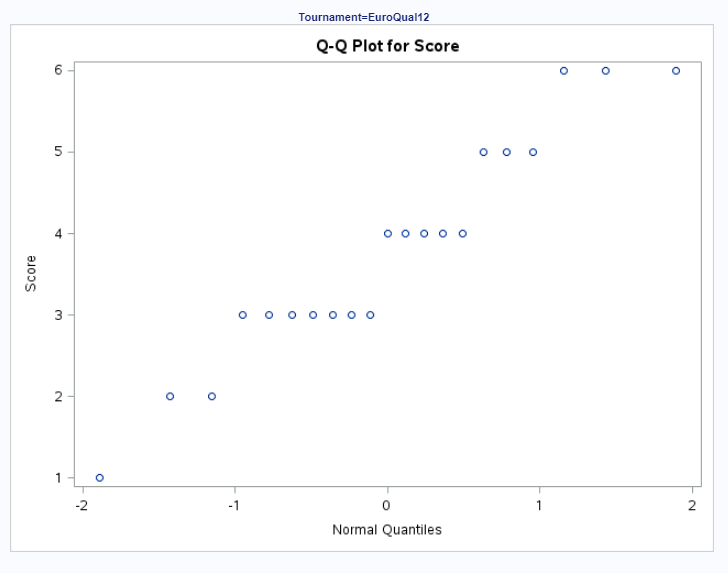 Tournament=EuroQual12
Q-Q Plot for Score
6
5
4
3
2
1
Score
-2
-1
0
1
2
Normal Quantiles